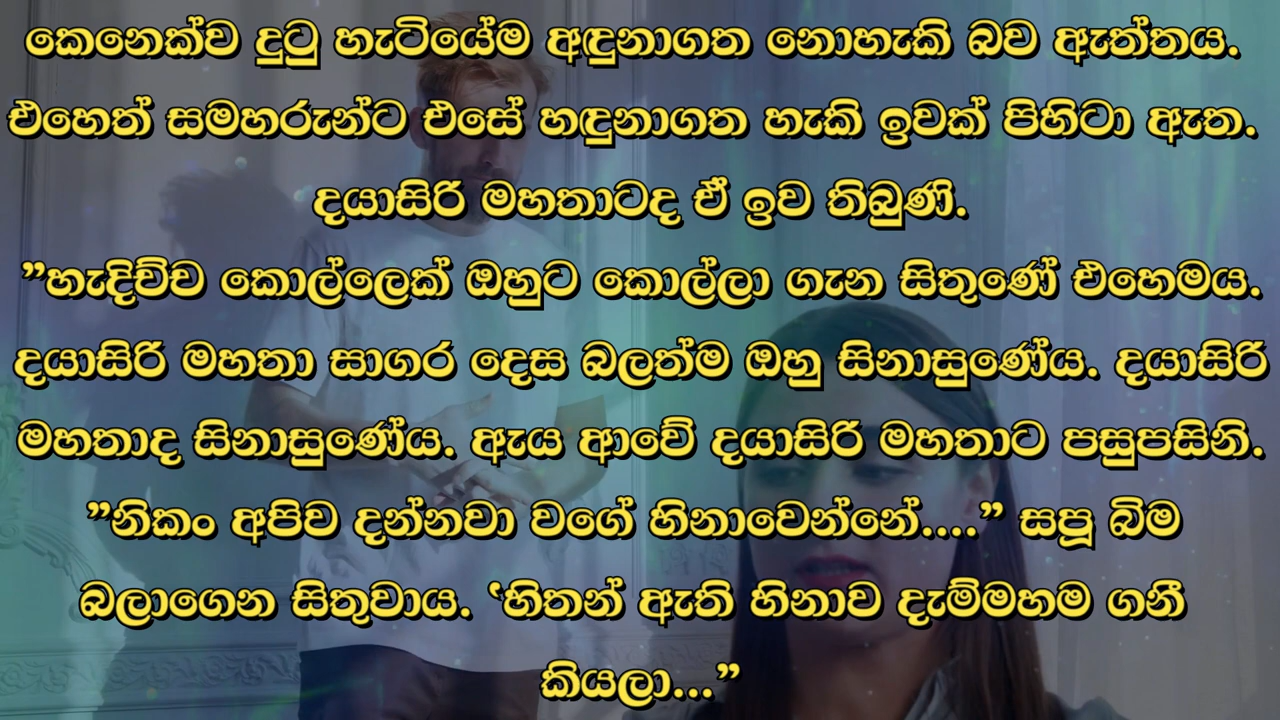 කෙනෙක්ව දුටු හැටියේම අඳුනාගත නොහැකි බව ඇත්තය.
එහෙත් සමහරුන්ට එසේ හඳුනාගත හැකි ඉවක් පිහිටා ඇත.
දයාසිරි මහතාටද ඒ ඉව තිබුණි.
”හැදිච්ච කොල්ලෙක් ඔහුට කොල්ලා ගැන සිතුණේ එහෙමය.
දයාසිරි මහතා සාගර දෙස බලත්ම ඔහු සිනාසුණේය. දයාසිරි
මහතාද සිනාසුණේය. ඇය ආවේ දයාසිරි මහතාට පසුපසිනි.
”නිකං අපිව දන්නවා වගේ හිනාවෙන්නේ....” සපූ බිම
බලාගෙන සිතුවාය. ‛හිතන් ඇති හිනාව දැම්මහම ගනී
කියලා...”